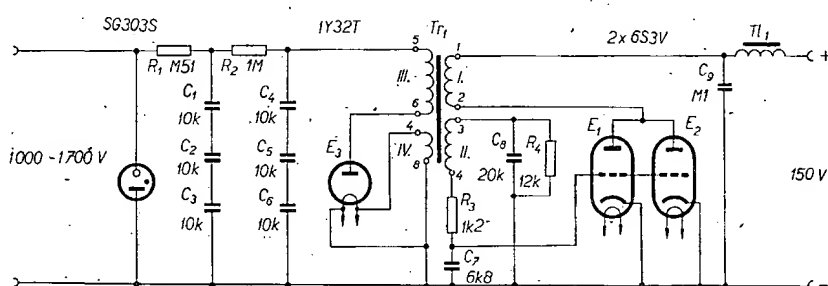 SG303S
1Y32T
Tr1
2x 6S3V
Tl1
R1 M51
R2 1M
5
1
+
C1
10k
C4
10k
III.
I.
C9
M1
6
2
E3
4
3
C2
10k
C5
10k
IV.
II.
C8
20k
R4
12k
E1
E2
1000 - 1700 V
8
4
150 V
C3
10k
C6
10k
R3
1k2
C7
6k8
-
-